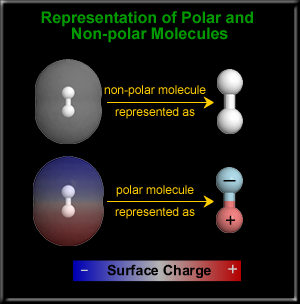 Representation of Polar and
Non-polar Molecules
non-polar molecule
represented as
polar molecule
represented as
−
+
− Surface Charge +